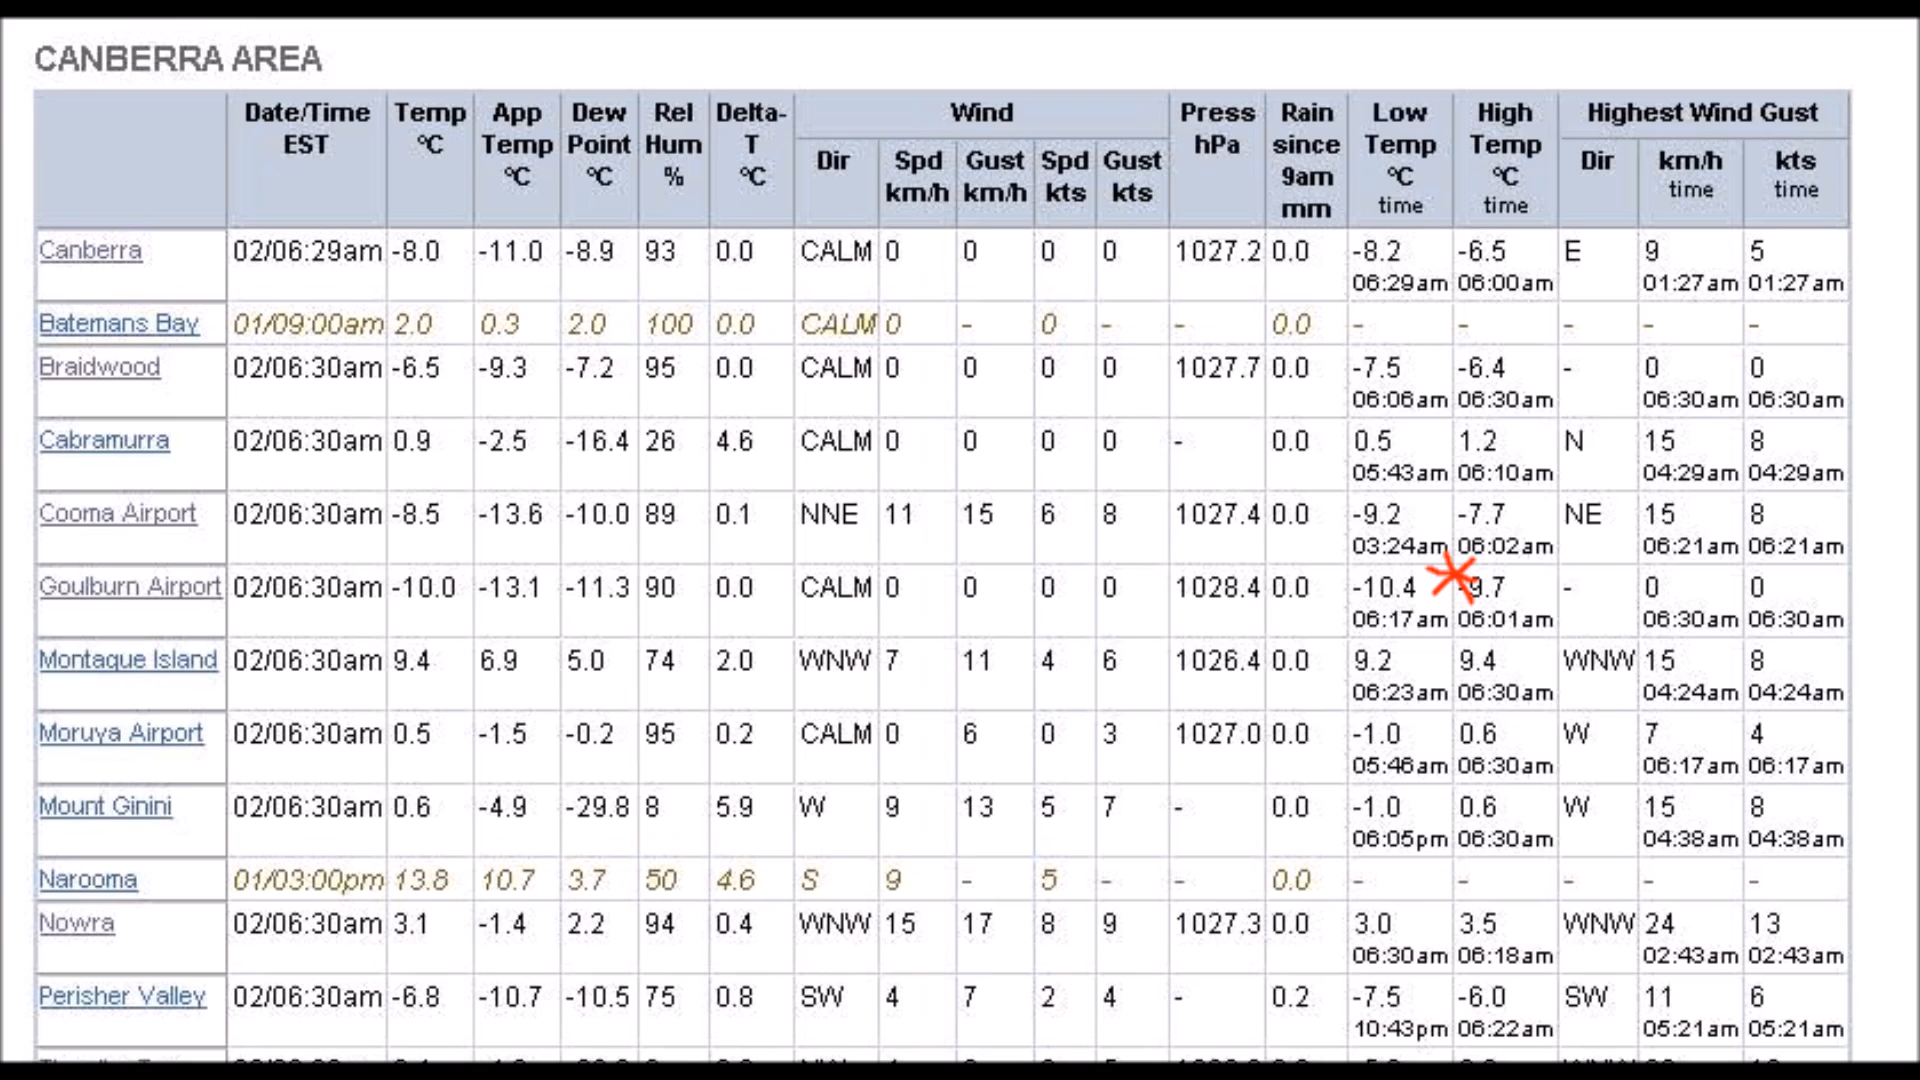 CANBERRA AREA
Date/Time EST Temp °C App Temp °C Dew Point °C Rel Hum % Delta-T °C Wind Press hPa Rain since 9am mm Low Temp °C time High Temp °C time Highest Wind Gust
Dir Spd km/h Gust km/h Spd kts Gust kts Dir km/h time kts time
Canberra 02/06:29am -8.0 -11.0 -8.9 93 0.0 CALM 0 0 0 0 1027.2 0.0 -8.2 -6.5 E 9 5
06:29am 06:00am 01:27am 01:27am
Batemans Bay 01/09:00am 2.0 0.3 2.0 100 0.0 CALM 0 - 0 - - 0.0 - - - - -
Braidwood 02/06:30am -6.5 -9.3 -7.2 95 0.0 CALM 0 0 0 0 1027.7 0.0 -7.5 -6.4 - 0 0
06:06am 06:30am 06:30am 06:30am
Cabramurra 02/06:30am 0.9 -2.5 -16.4 26 4.6 CALM 0 0 0 0 - 0.0 0.5 1.2 N 15 8
05:43am 06:10am 04:29am 04:29am
Cooma Airport 02/06:30am -8.5 -13.6 -10.0 89 0.1 NNE 11 15 6 8 1027.4 0.0 -9.2 -7.7 NE 15 8
03:24am 06:02am 06:21am 06:21am
Goulburn Airport 02/06:30am -10.0 -13.1 -11.3 90 0.0 CALM 0 0 0 0 1028.4 0.0 -10.4 -9.7 - 0 0
06:17am 06:01am 06:30am 06:30am
Montague Island 02/06:30am 9.4 6.9 5.0 74 2.0 WNW 7 11 4 6 1026.4 0.0 9.2 9.4 WNW 15 8
06:23am 06:30am 04:24am 04:24am
Moruya Airport 02/06:30am 0.5 -1.5 -0.2 95 0.2 CALM 0 6 0 3 1027.0 0.0 -1.0 0.6 W 7 4
05:46am 06:30am 06:17am 06:17am
Mount Ginini 02/06:30am 0.6 -4.9 -29.8 8 5.9 W 9 13 5 7 - 0.0 -1.0 0.6 W 15 8
06:05pm 06:30am 04:38am 04:38am
Narooma 01/03:00pm 13.8 10.7 3.7 50 4.6 S 9 - 5 - - 0.0 - - - - -
Nowra 02/06:30am 3.1 -1.4 2.2 94 0.4 WNW 15 17 8 9 1027.3 0.0 3.0 3.5 WNW 24 13
06:30am 06:18am 02:43am 02:43am
Perisher Valley 02/06:30am -6.8 -10.7 -10.5 75 0.8 SW 4 7 2 4 - 0.2 -7.5 -6.0 SW 11 6
10:43pm 06:22am 05:21am 05:21am